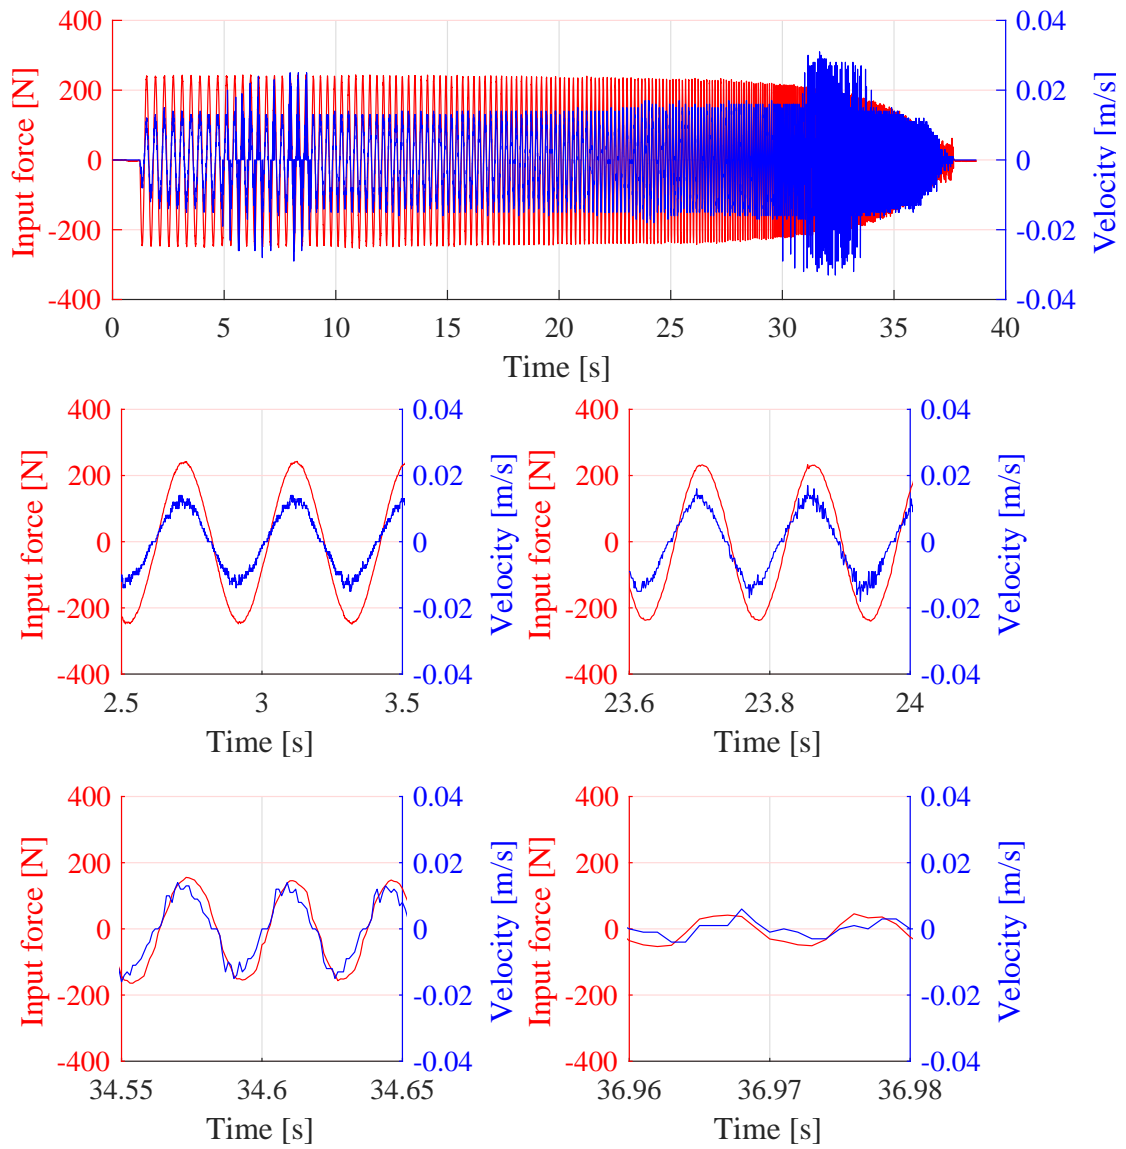 400 0.04
200 0.02
0 0
-200 -0.02
-400 -0.04
Input force [N]
Velocity [m/s]
0 5 10 15 20 25 30 35 40
Time [s]
400 0.04 400 0.04
200 0.02 200 0.02
0 0 0 0
-200 -0.02 -200 -0.02
-400 -0.04 -400 -0.04
Input force [N]
Velocity [m/s]
Input force [N]
Velocity [m/s]
2.5 3 3.5 23.6 23.8 24
Time [s] Time [s]
400 0.04 400 0.04
200 0.02 200 0.02
0 0 0 0
-200 -0.02 -200 -0.02
-400 -0.04 -400 -0.04
Input force [N]
Velocity [m/s]
Input force [N]
Velocity [m/s]
34.55 34.6 34.65 36.96 36.97 36.98
Time [s] Time [s]